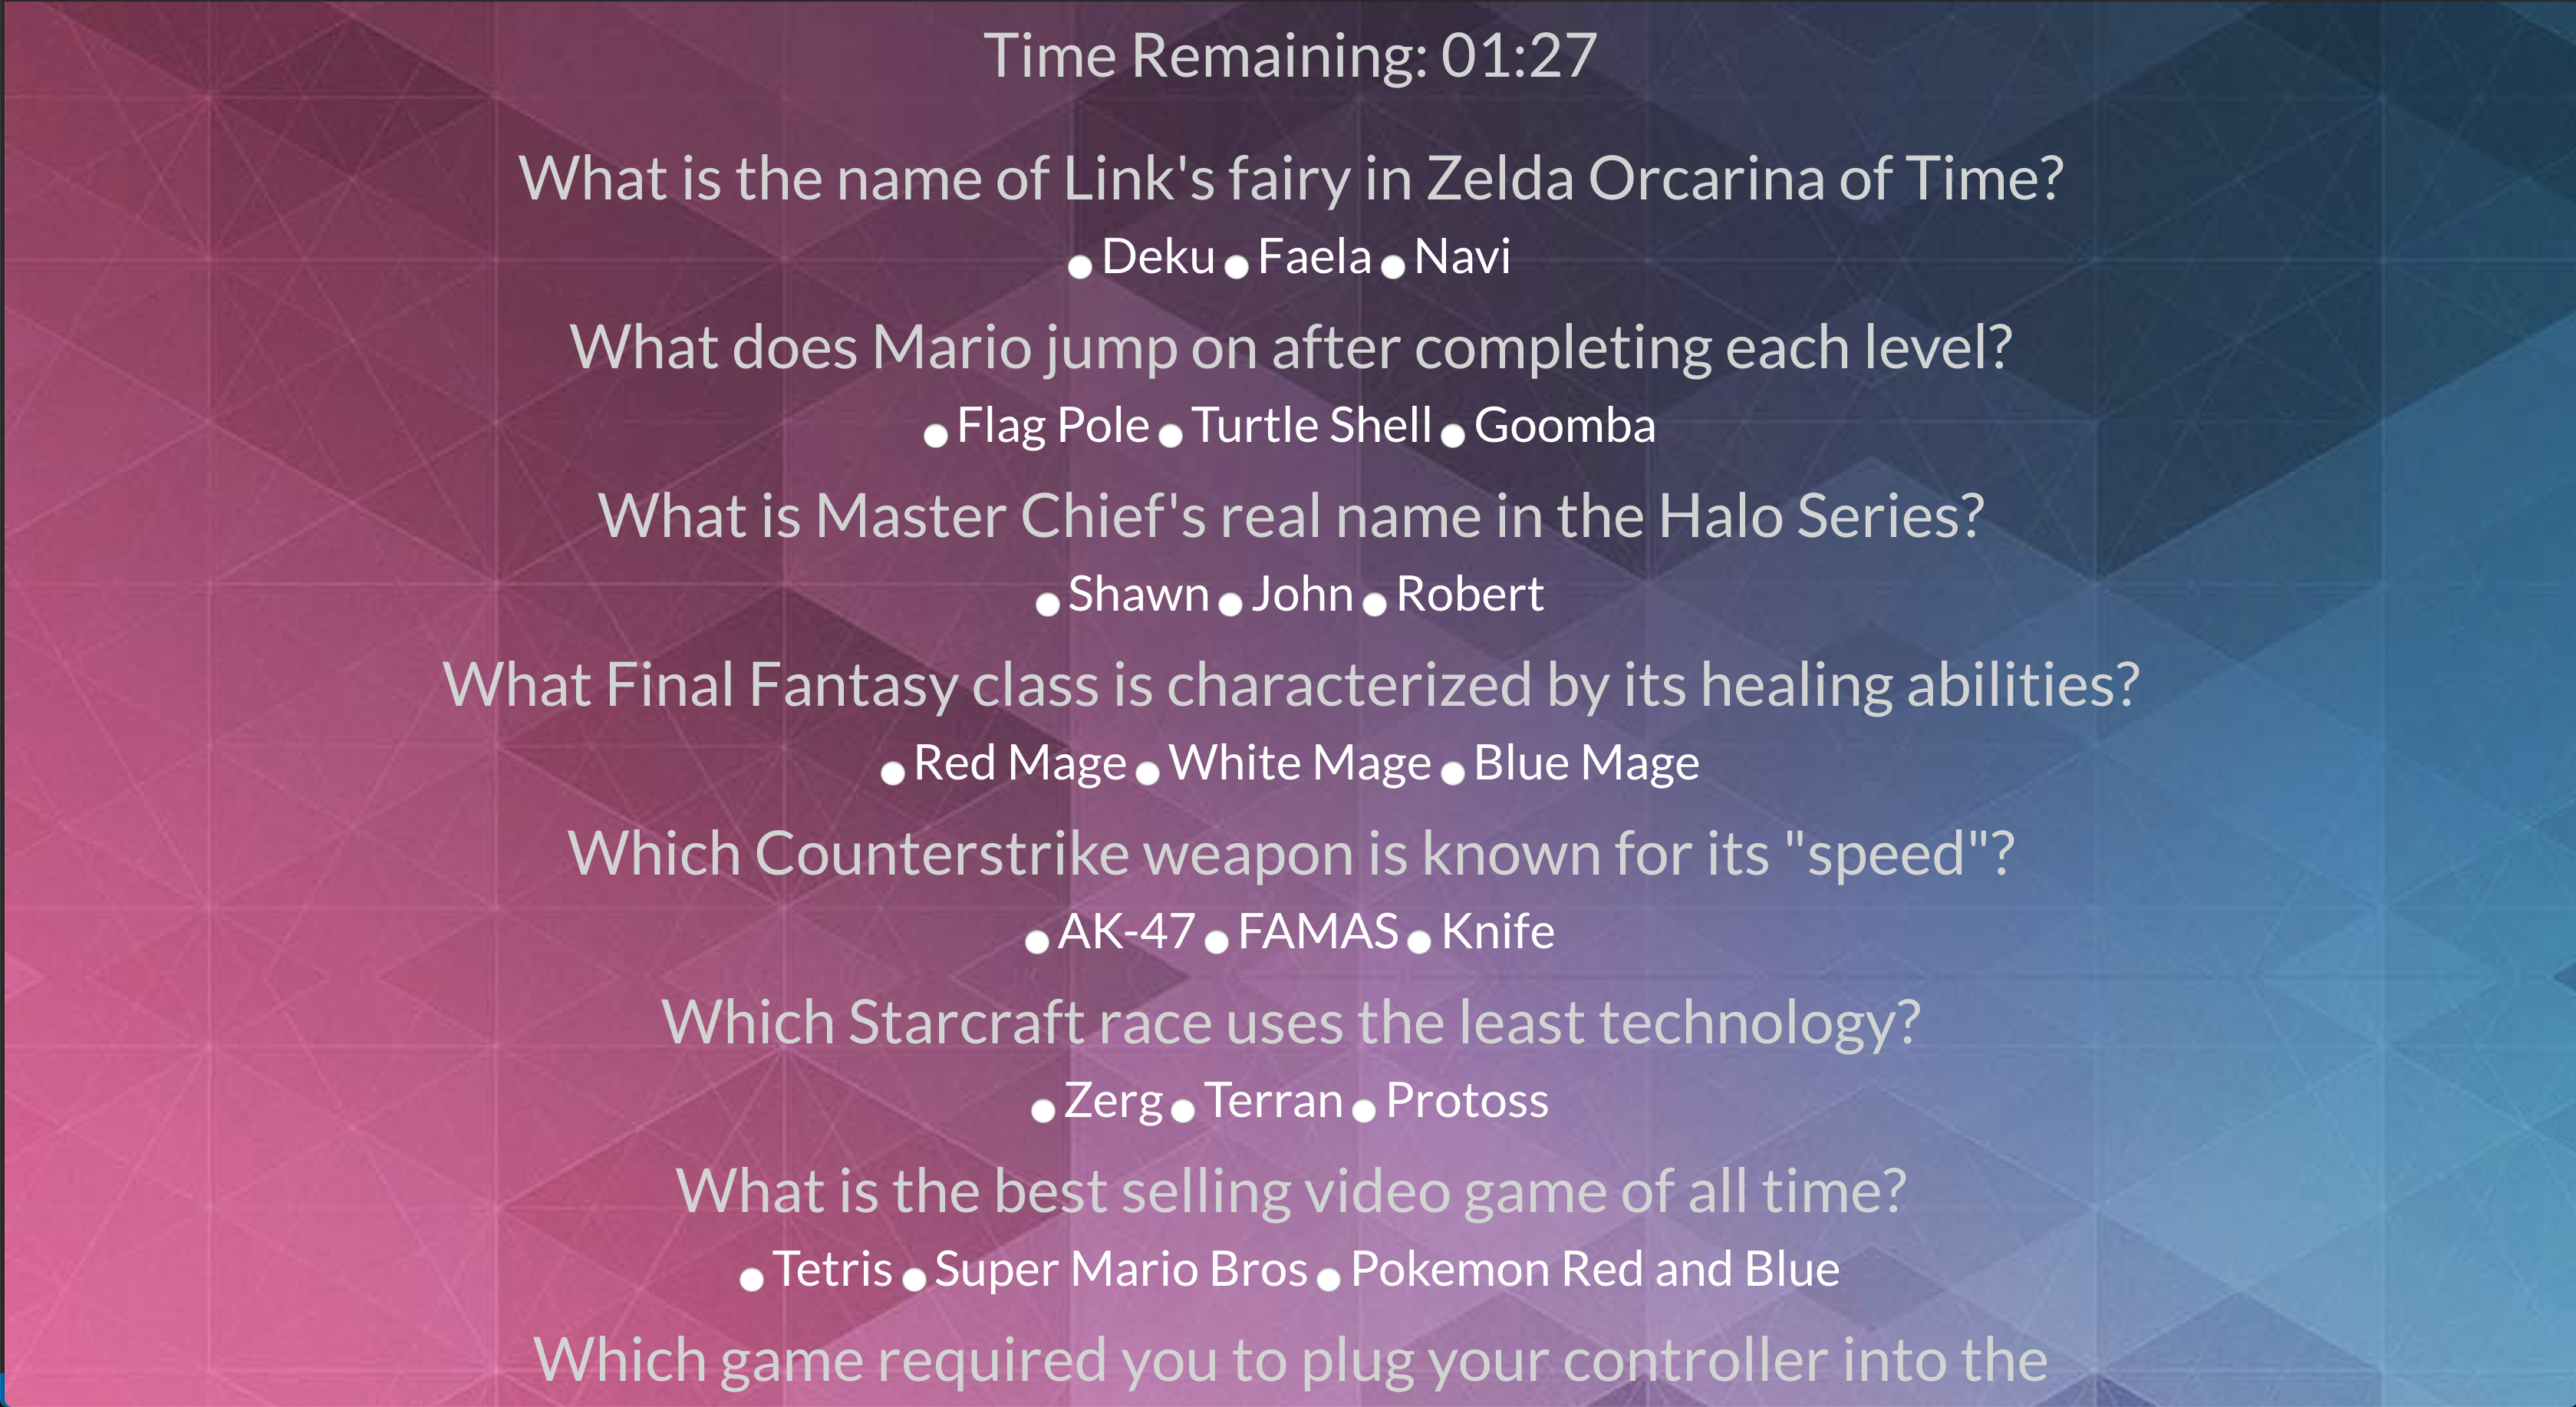 Time Remaining: 01:27
What is the name of Link's fairy in Zelda Orcarina of Time?
Deku Faela Navi
What does Mario jump on after completing each level?
Flag Pole Turtle Shell Goomba
What is Master Chief's real name in the Halo Series?
Shawn John Robert
What Final Fantasy class is characterized by its healing abilities?
Red Mage White Mage Blue Mage
Which Counterstrike weapon is known for its "speed"?
AK-47 FAMAS Knife
Which Starcraft race uses the least technology?
Zerg Terran Protoss
What is the best selling video game of all time?
Tetris Super Mario Bros Pokemon Red and Blue
Which game required you to plug your controller into the